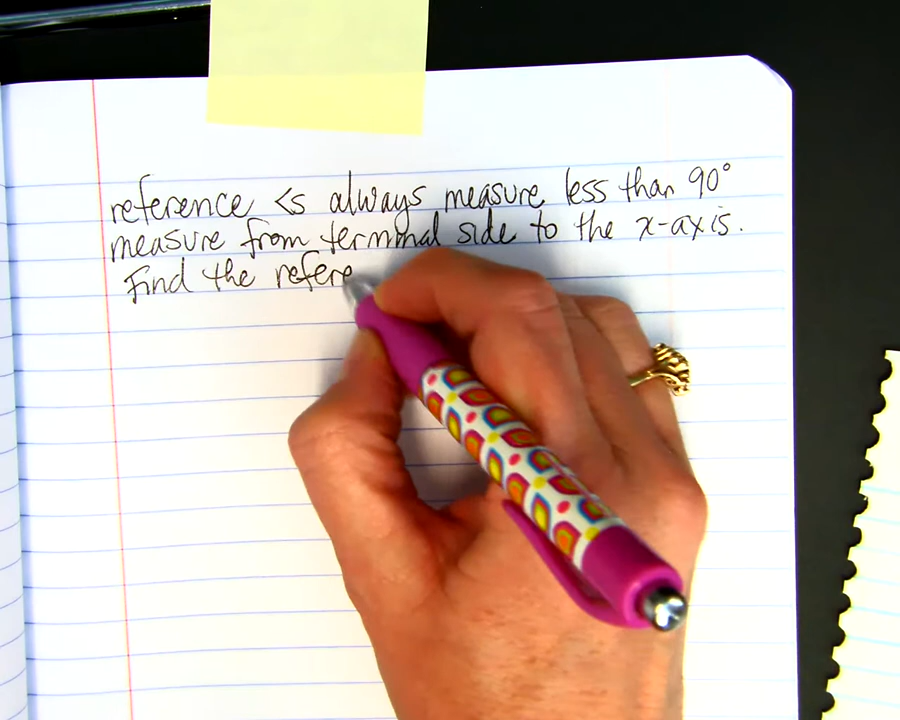 reference <s always measure less than 90°
measure from terminal side to the x-axis.
Find the refere